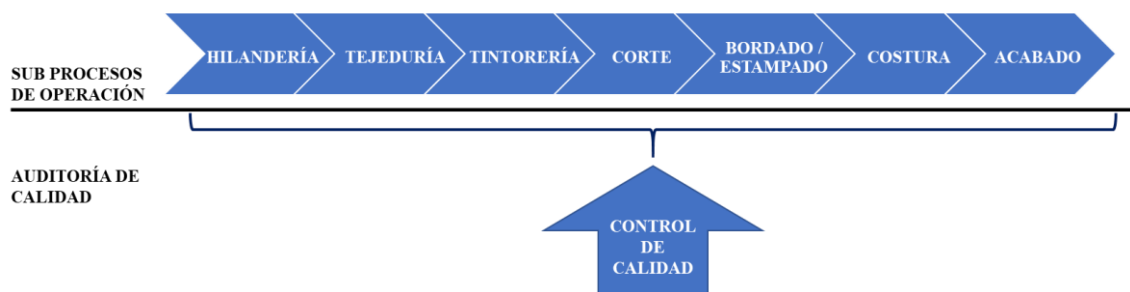 SUB PROCESOS
DE OPERACIÓN
HILANDERÍA
TEJEDURÍA
TINTORERÍA
CORTE
BORDADO /
ESTAMPADO
COSTURA
ACABADO
AUDITORÍA DE
CALIDAD
CONTROL
DE
CALIDAD